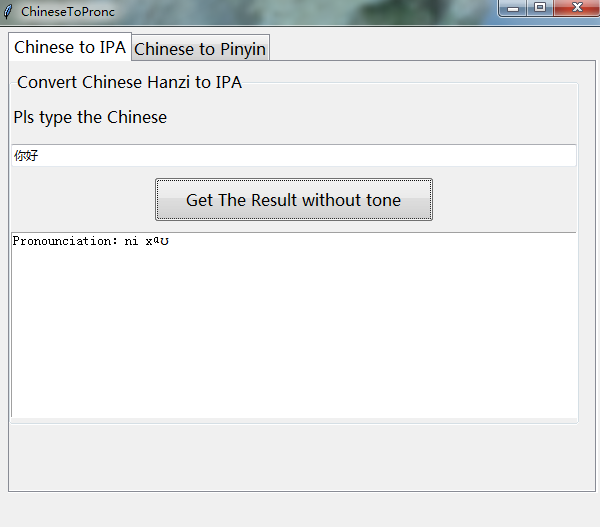 ChineseToPronc
Chinese to IPA Chinese to Pinyin
Convert Chinese Hanzi to IPA
Pls type the Chinese
你好
Get The Result without tone
Pronounciation: ni xɑʊ